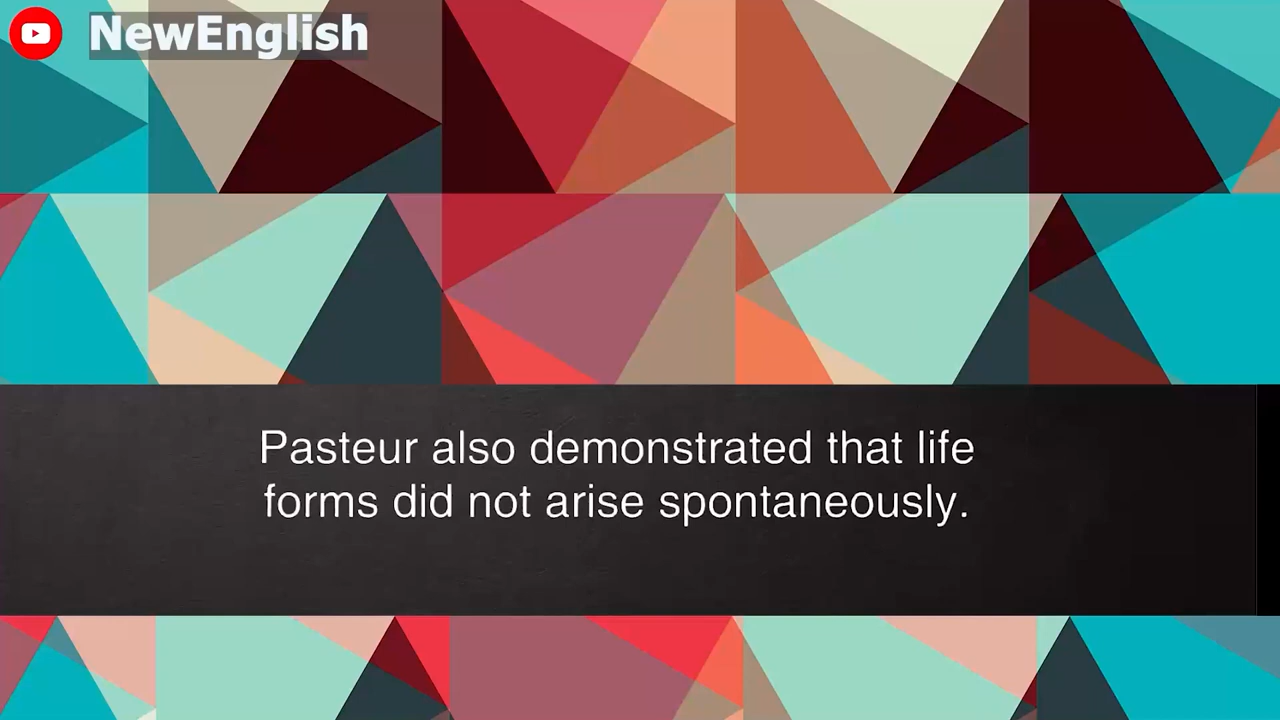 NewEnglish
Pasteur also demonstrated that life
forms did not arise spontaneously.